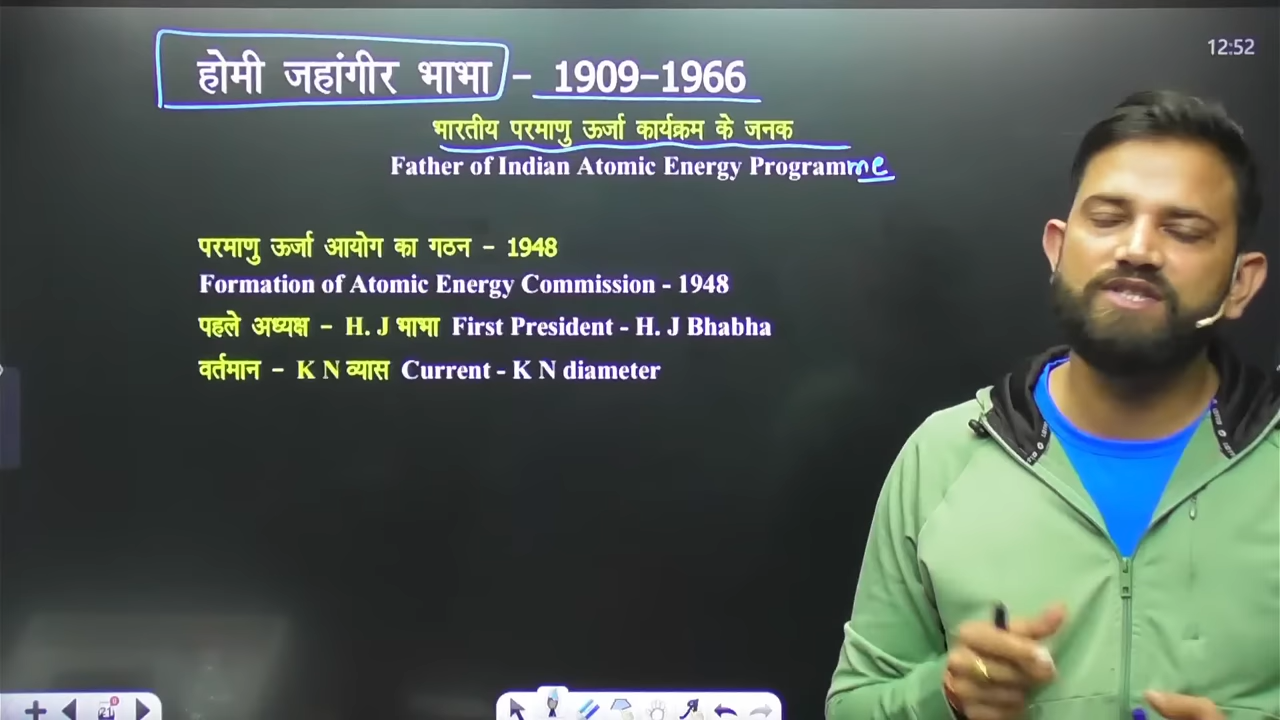 12:52
होमी जहांगीर भाभा - 1909-1966
भारतीय परमाणु ऊर्जा कार्यक्रम के जनक
Father of Indian Atomic Energy Programme
परमाणु ऊर्जा आयोग का गठन - 1948
Formation of Atomic Energy Commission - 1948
पहले अध्यक्ष - H. J भाभा First President - H. J Bhabha
वर्तमान - K N व्यास Current - K N diameter
21